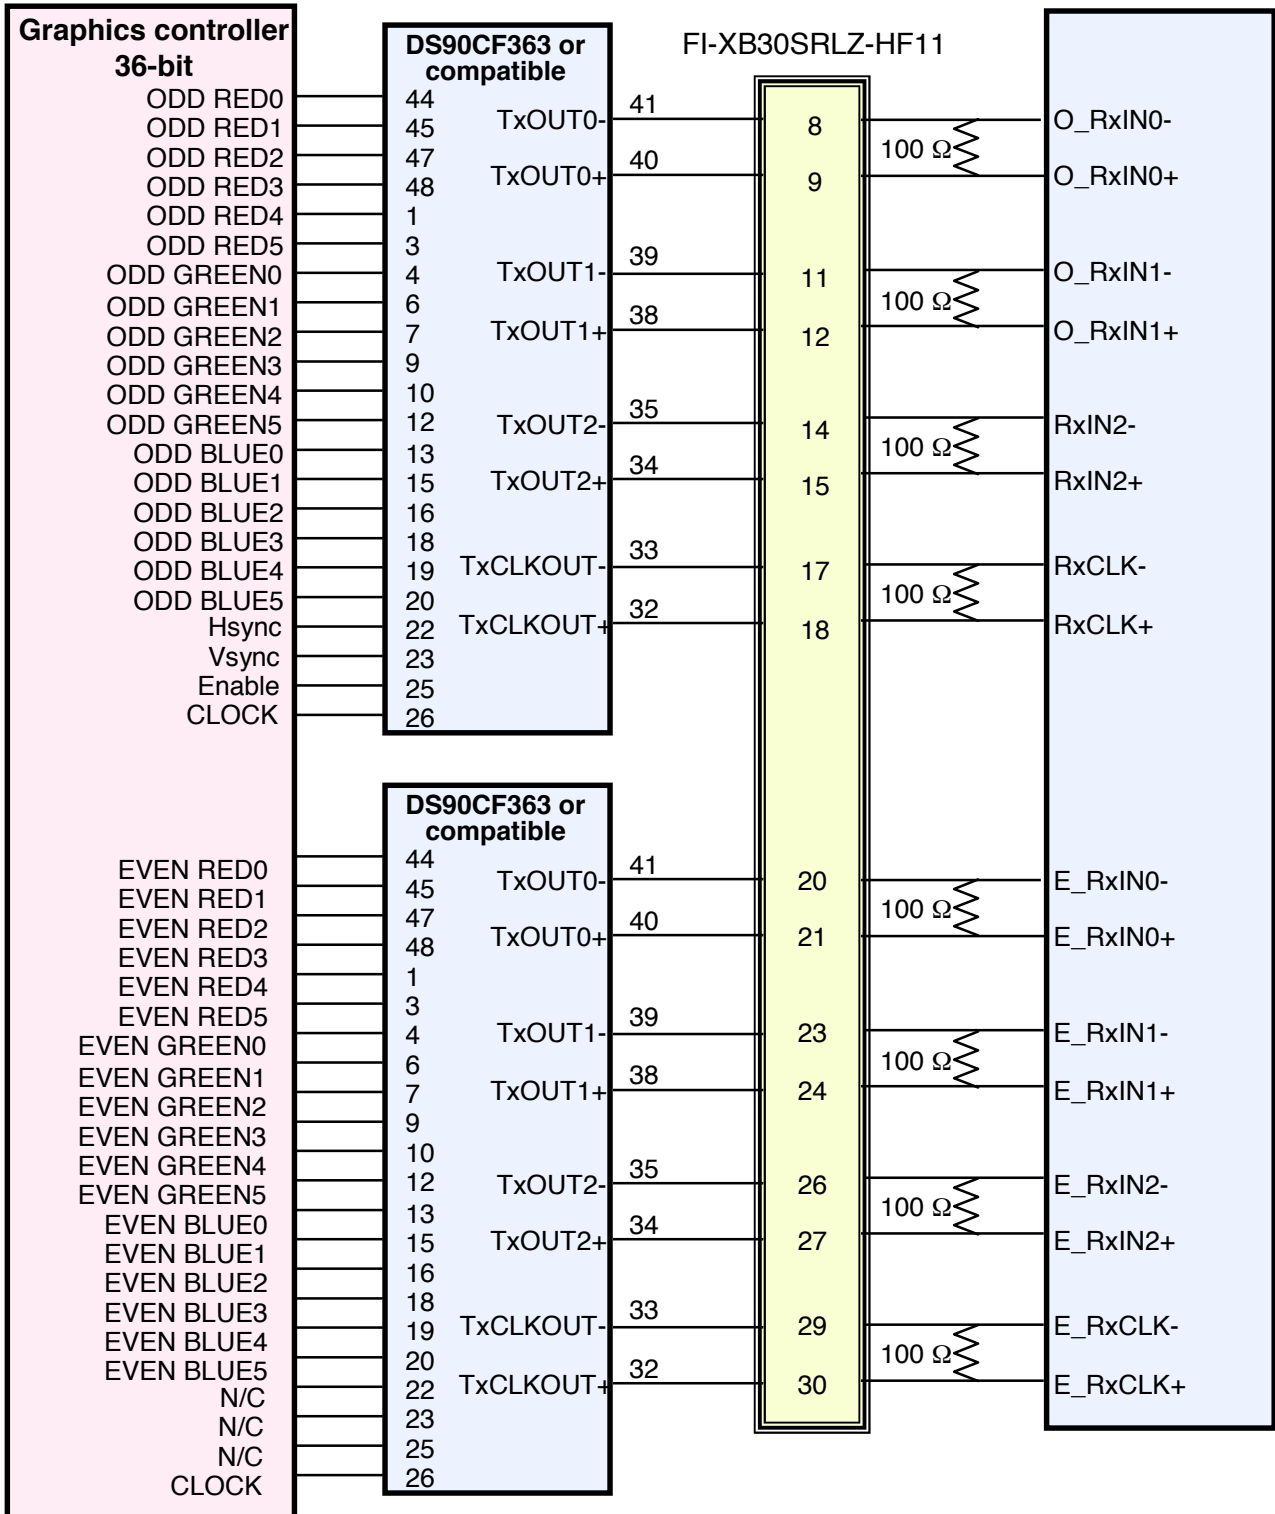 Graphics controller
36-bit
ODD RED0
ODD RED1
ODD RED2
ODD RED3
ODD RED4
ODD RED5
ODD GREEN0
ODD GREEN1
ODD GREEN2
ODD GREEN3
ODD GREEN4
ODD GREEN5
ODD BLUE0
ODD BLUE1
ODD BLUE2
ODD BLUE3
ODD BLUE4
ODD BLUE5
Hsync
Vsync
Enable
CLOCK
EVEN RED0
EVEN RED1
EVEN RED2
EVEN RED3
EVEN RED4
EVEN RED5
EVEN GREEN0
EVEN GREEN1
EVEN GREEN2
EVEN GREEN3
EVEN GREEN4
EVEN GREEN5
EVEN BLUE0
EVEN BLUE1
EVEN BLUE2
EVEN BLUE3
EVEN BLUE4
EVEN BLUE5
N/C
N/C
N/C
CLOCK
DS90CF363 or
compatible
44
45
47
48
1
3
4
6
7
9
10
12
13
15
16
18
19
20
22
23
25
26
TxOUT0-
TxOUT0+
TxOUT1-
TxOUT1+
TxOUT2-
TxOUT2+
TxCLKOUT-
TxCLKOUT+
41
40
39
38
35
34
33
32
DS90CF363 or
compatible
44
45
47
48
1
3
4
6
7
9
10
12
13
15
16
18
19
20
22
23
25
26
TxOUT0-
TxOUT0+
TxOUT1-
TxOUT1+
TxOUT2-
TxOUT2+
TxCLKOUT-
TxCLKOUT+
41
40
39
38
35
34
33
32
FI-XB30SRLZ-HF11
8
9
11
12
14
15
17
18
20
21
23
24
26
27
29
30
100 Ω
100 Ω
100 Ω
100 Ω
100 Ω
100 Ω
100 Ω
100 Ω
O_RxIN0-
O_RxIN0+
O_RxIN1-
O_RxIN1+
RxIN2-
RxIN2+
RxCLK-
RxCLK+
E_RxIN0-
E_RxIN0+
E_RxIN1-
E_RxIN1+
E_RxIN2-
E_RxIN2+
E_RxCLK-
E_RxCLK+